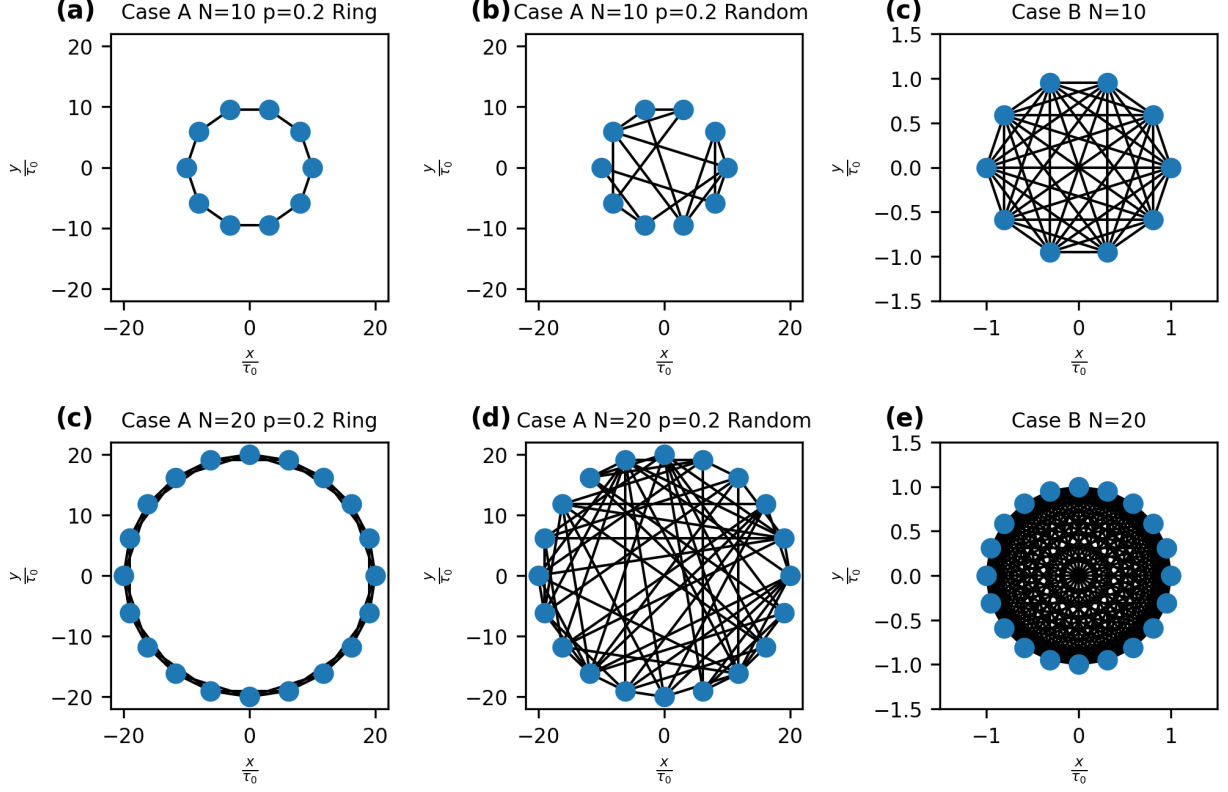 (a) Case A N=10 p=0.2 Ring
20
10
0
−10
−20
y/τ₀
−20 0 20
x/τ₀
(b) Case A N=10 p=0.2 Random
20
10
0
−10
−20
y/τ₀
−20 0 20
x/τ₀
(c) Case B N=10
1.5
1.0
0.5
0.0
−0.5
−1.0
−1.5
y/τ₀
−1 0 1
x/τ₀
(c) Case A N=20 p=0.2 Ring
20
10
0
−10
−20
y/τ₀
−20 0 20
x/τ₀
(d) Case A N=20 p=0.2 Random
20
10
0
−10
−20
y/τ₀
−20 0 20
x/τ₀
(e) Case B N=20
1.5
1.0
0.5
0.0
−0.5
−1.0
−1.5
y/τ₀
−1 0 1
x/τ₀